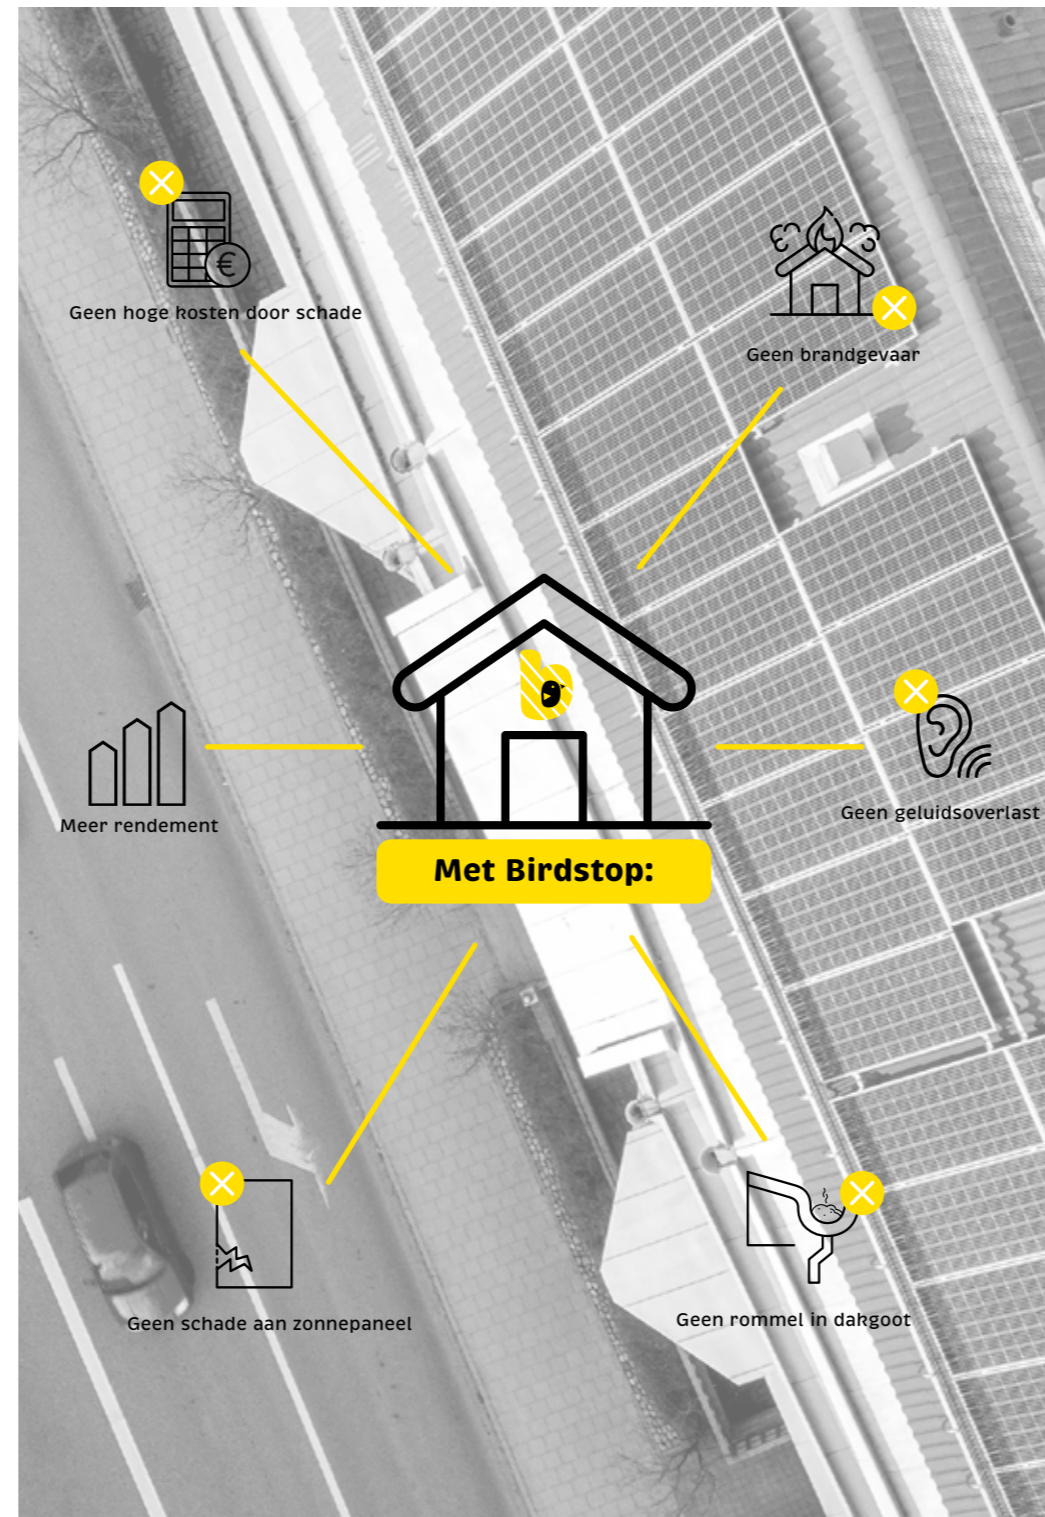 Geen hoge kosten door schade
Geen brandgevaar
Meer rendement
Geen geluidsoverlast
Met Birdstop:
Geen schade aan zonnepaneel
Geen rommel in dakgoot